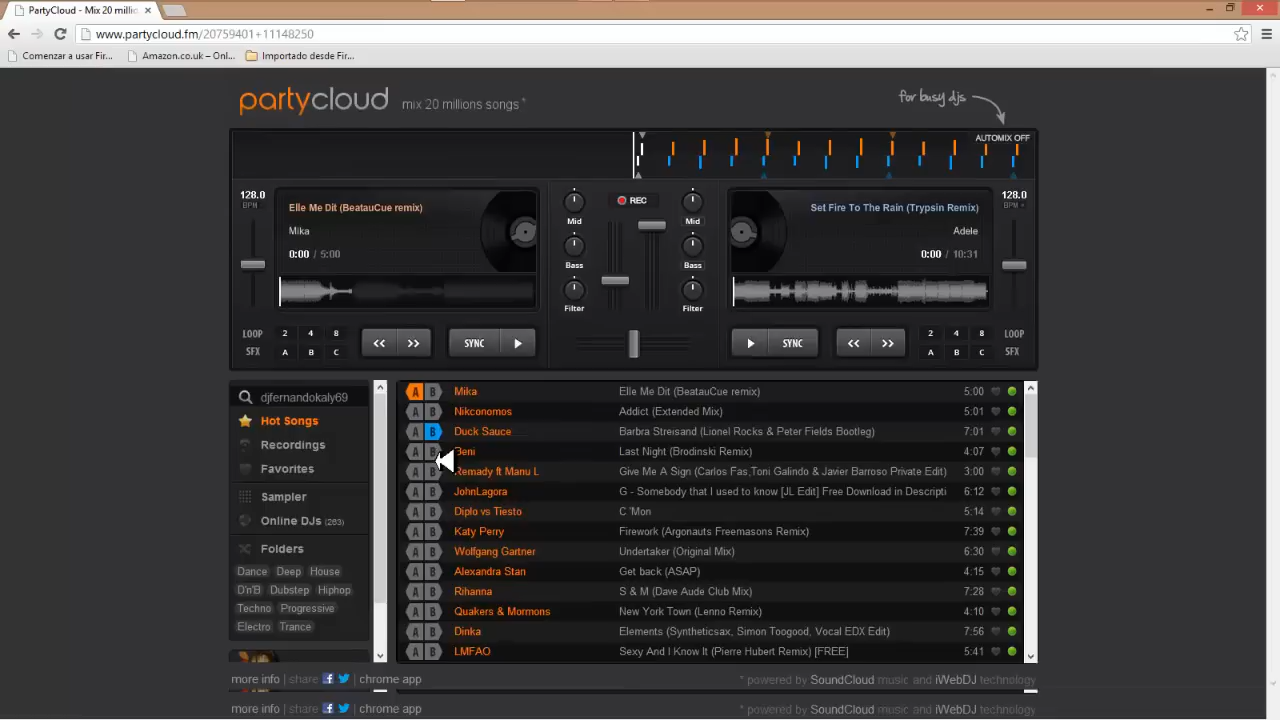 PartyCloud - Mix 20 millio
www.partycloud.fm/20759401+11148250
Comenzar a usar Fir... Amazon.co.uk – Onl... Importado desde Fir...
partycloud mix 20 millions songs *
for busy djs
AUTOMIX OFF
128.0 BPM
Elle Me Dit (BeatauCue remix)
Mika
0:00 / 5:00
LOOP 2 4 8
SFX A B C
<< >> SYNC
Mid REC Mid
Bass Bass
Filter Filter
128.0 BPM
Set Fire To The Rain (Trypsin Remix)
Adele
0:00 / 10:31
SYNC << >>
2 4 8 LOOP
A B C SFX
djfernandokaly69
Hot Songs
Recordings
Favorites
Sampler
Online DJs (283)
Folders
Dance Deep House
D'n'B Dubstep Hiphop
Techno Progressive
Electro Trance
A B Mika Elle Me Dit (BeatauCue remix) 5:00
A B Nikconomos Addict (Extended Mix) 5:01
A B Duck Sauce Barbra Streisand (Lionel Rocks & Peter Fields Bootleg) 7:01
A B Beni Last Night (Brodinski Remix) 4:07
A B Remady ft Manu L Give Me A Sign (Carlos Fas,Toni Galindo & Javier Barroso Private Edit) 3:00
A B JohnLagora G - Somebody that I used to know [JL Edit] Free Download in Descripti 6:12
A B Diplo vs Tiesto C 'Mon 5:14
A B Katy Perry Firework (Argonauts Freemasons Remix) 7:39
A B Wolfgang Gartner Undertaker (Original Mix) 6:30
A B Alexandra Stan Get back (ASAP) 4:15
A B Rihanna S & M (Dave Aude Club Mix) 7:28
A B Quakers & Mormons New York Town (Lenno Remix) 4:10
A B Dinka Elements (Syntheticsax, Simon Toogood, Vocal EDX Edit) 7:56
A B LMFAO Sexy And I Know It (Pierre Hubert Remix) [FREE] 5:41
more info | share | chrome app * powered by SoundCloud music and iWebDJ technology
more info | share | chrome app * powered by SoundCloud music and iWebDJ technology